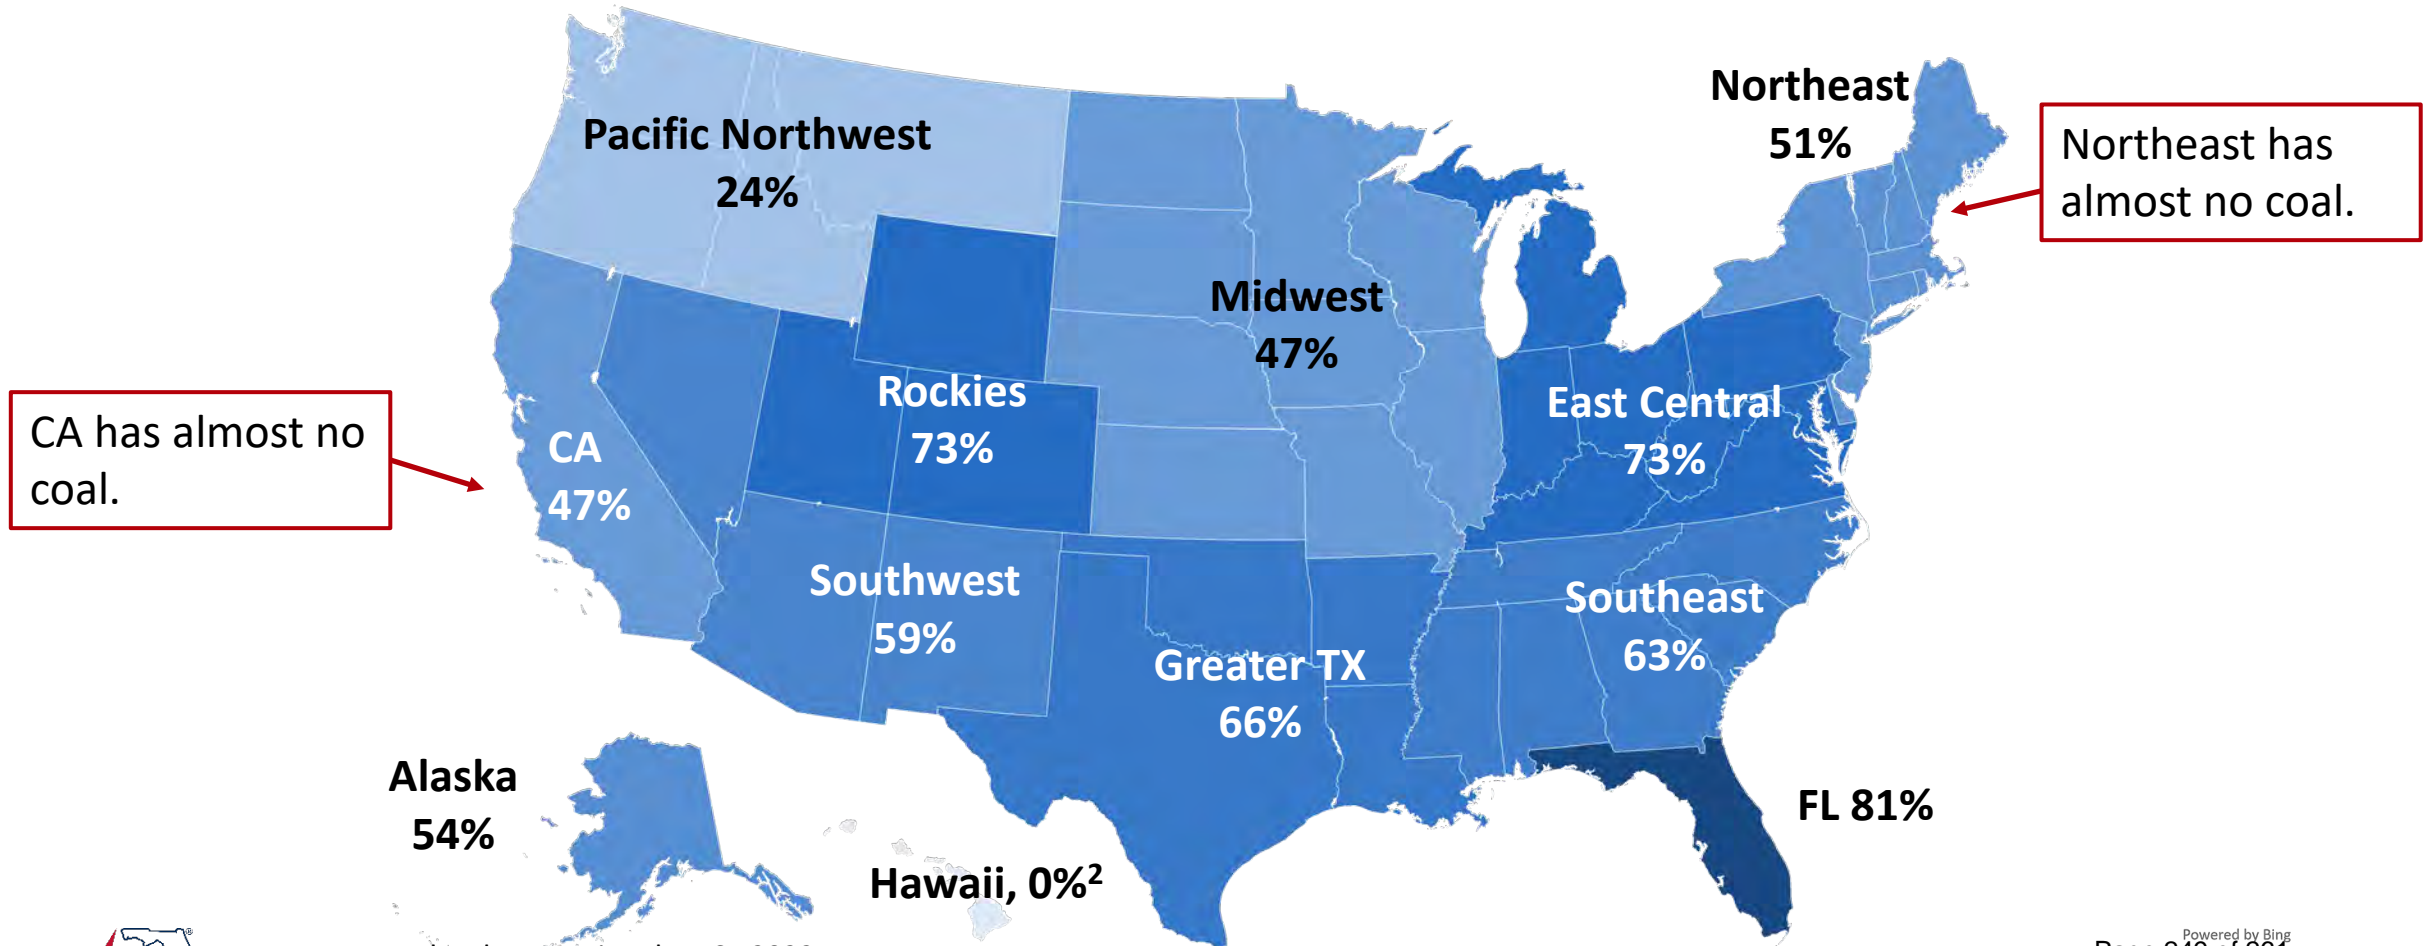 Northeast
51%
Northeast has
almost no coal.
Pacific Northwest
24%
Midwest
47%
Rockies
73%
East Central
73%
CA has almost no
coal.
CA
47%
Southwest
59%
Southeast
63%
Greater TX
66%
Alaska
54%
FL 81%
Hawaii, 0%²
Powered by Bing